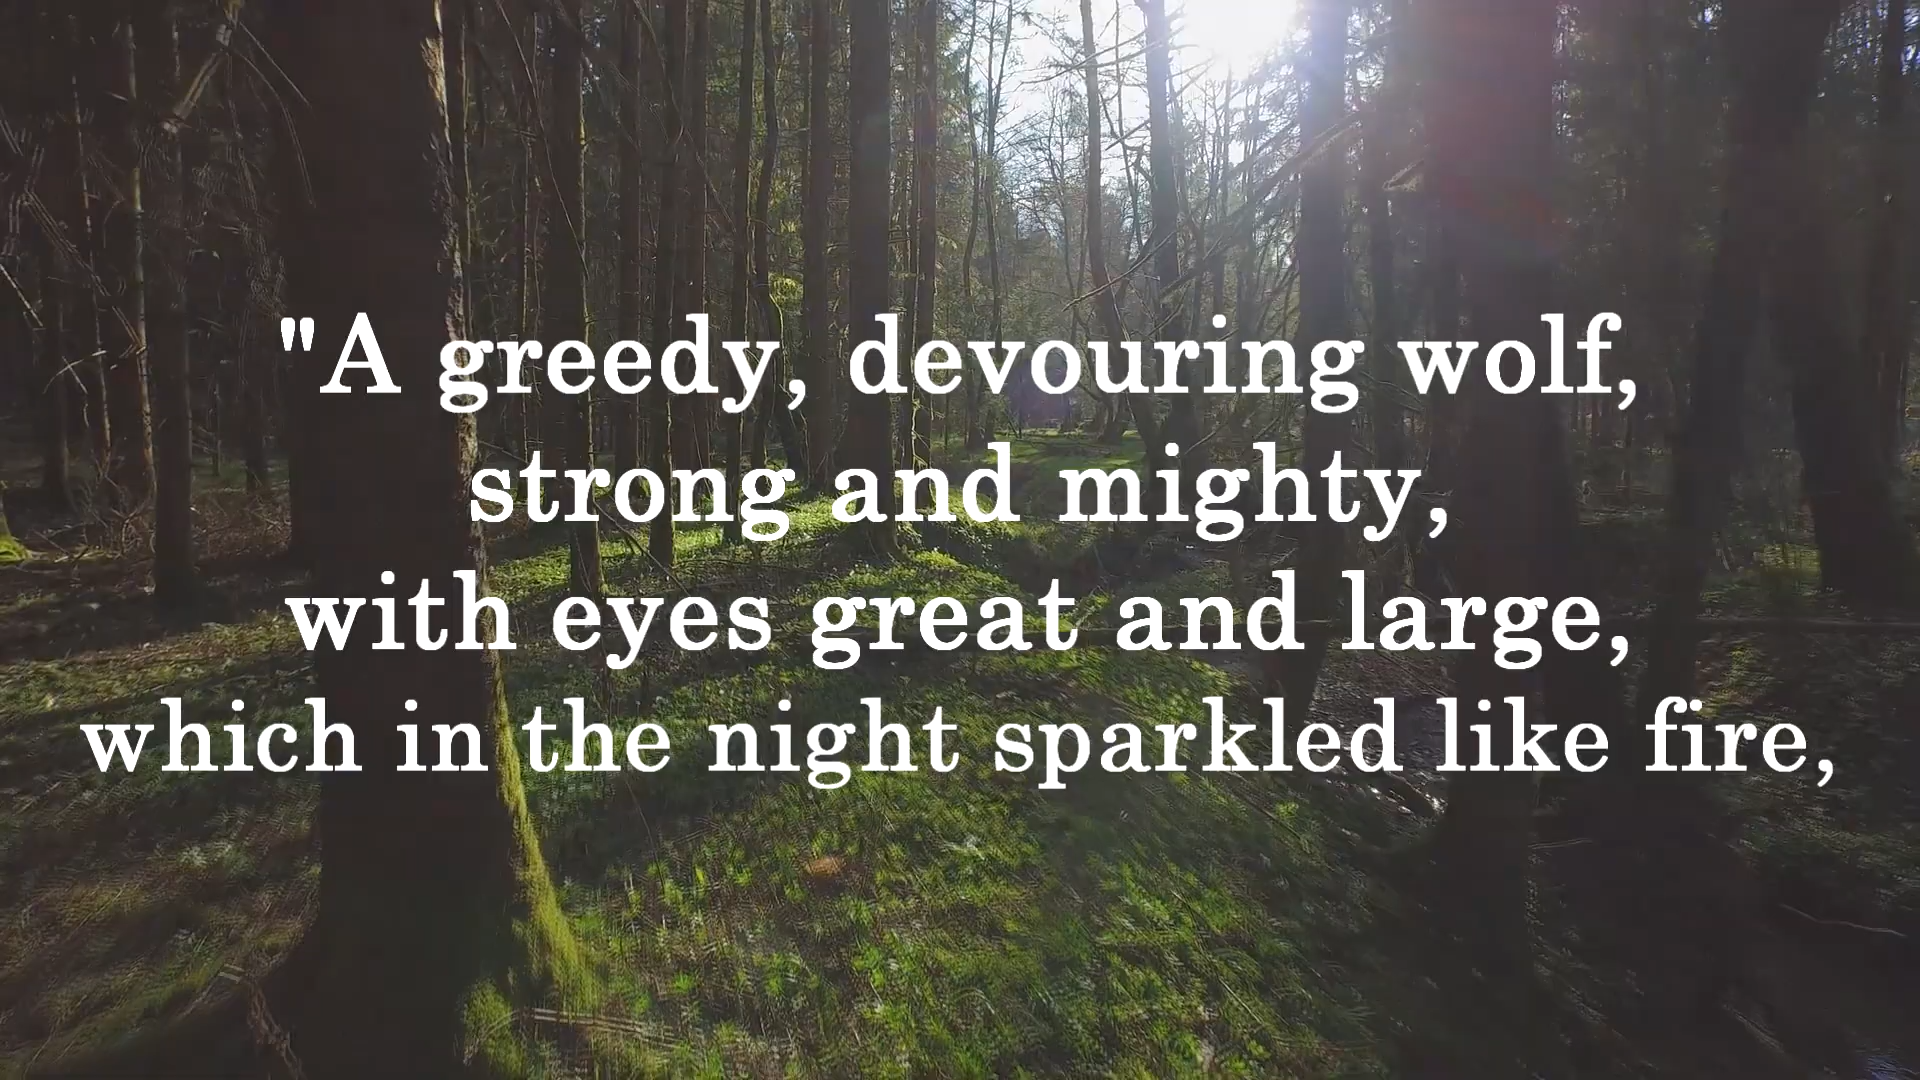 "A greedy, devouring wolf,
strong and mighty,
with eyes great and large,
which in the night sparkled like fire,